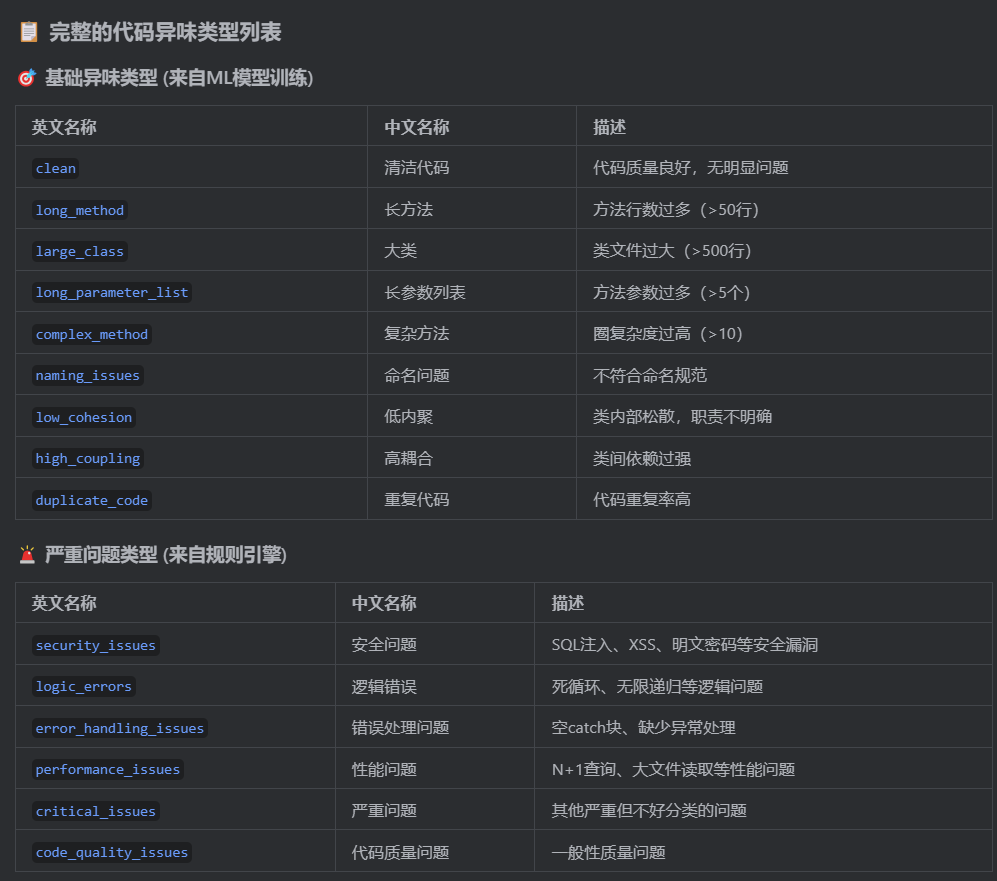 📋 完整的代码异味类型列表
🎯 基础异味类型 (来自ML模型训练)
英文名称 中文名称 描述
clean 清洁代码 代码质量良好，无明显问题
long_method 长方法 方法行数过多（>50行）
large_class 大类 类文件过大（>500行）
long_parameter_list 长参数列表 方法参数过多（>5个）
complex_method 复杂方法 圈复杂度过高（>10）
naming_issues 命名问题 不符合命名规范
low_cohesion 低内聚 类内部松散，职责不明确
high_coupling 高耦合 类间依赖过强
duplicate_code 重复代码 代码重复率高
🚨 严重问题类型 (来自规则引擎)
英文名称 中文名称 描述
security_issues 安全问题 SQL注入、XSS、明文密码等安全漏洞
logic_errors 逻辑错误 死循环、无限递归等逻辑问题
error_handling_issues 错误处理问题 空catch块、缺少异常处理
performance_issues 性能问题 N+1查询、大文件读取等性能问题
critical_issues 严重问题 其他严重但不好分类的问题
code_quality_issues 代码质量问题 一般性质量问题